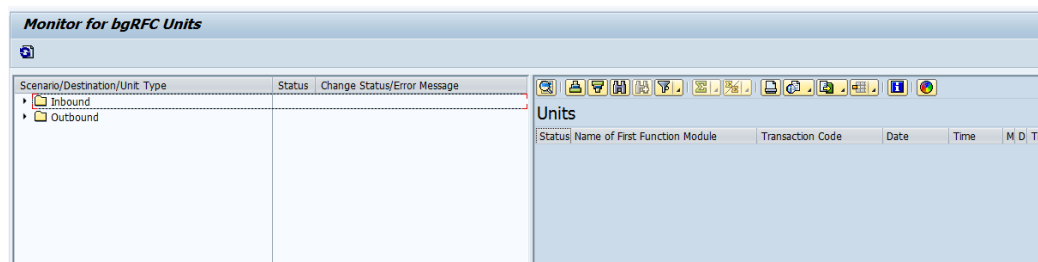 Monitor for bgRFC Units
Scenario/Destination/Unit Type Status Change Status/Error Message
Inbound
Outbound
Units
Status Name of First Function Module Transaction Code Date Time M D T